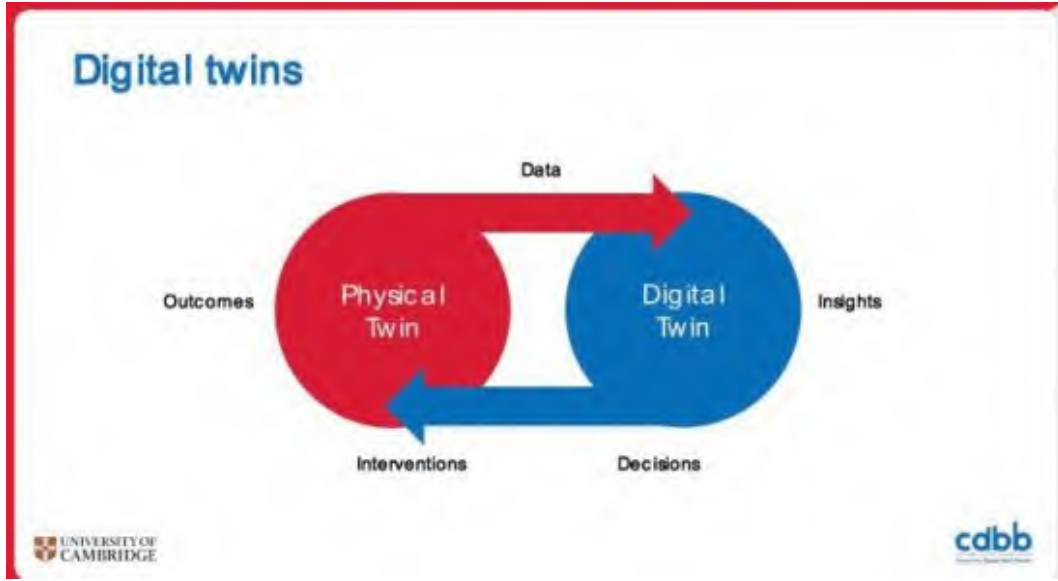 Digital twins
Data
Outcomes
Physical
Twin
Digital
Twin
Insights
Interventions
Decisions
UNIVERSITY OF
CAMBRIDGE
cdbb